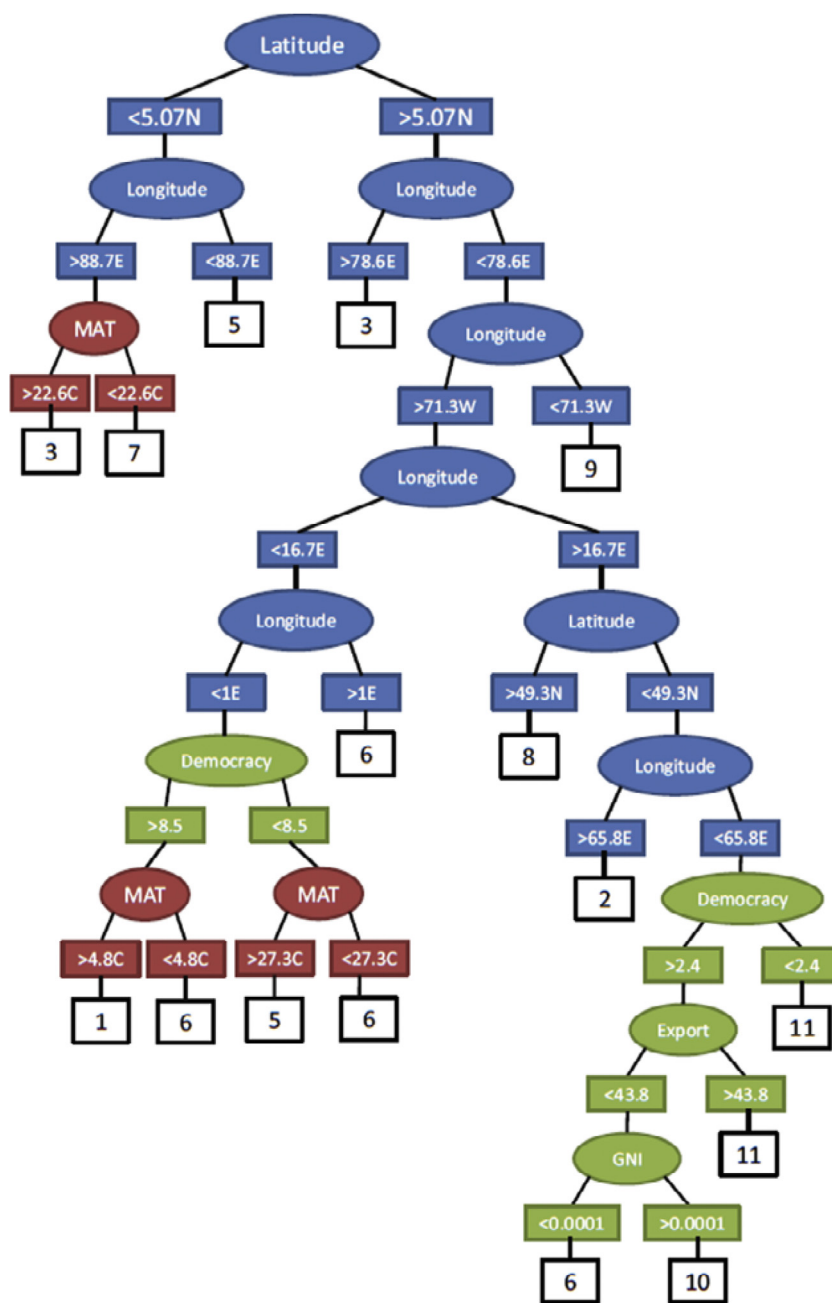 Latitude
<5.07N >5.07N
Longitude Longitude
>88.7E <88.7E >78.6E <78.6E
MAT 5 3 Longitude
>22.6C <22.6C >71.3W <71.3W
3 7 Longitude 9
<16.7E >16.7E
Longitude Latitude
<1E >1E >49.3N <49.3N
Democracy 6 8 Longitude
>8.5 <8.5 >65.8E <65.8E
MAT MAT 2 Democracy
>4.8C <4.8C >27.3C <27.3C >2.4 <2.4
1 6 5 6 Export 11
<43.8 >43.8
GNI 11
<0.0001 >0.0001
6 10